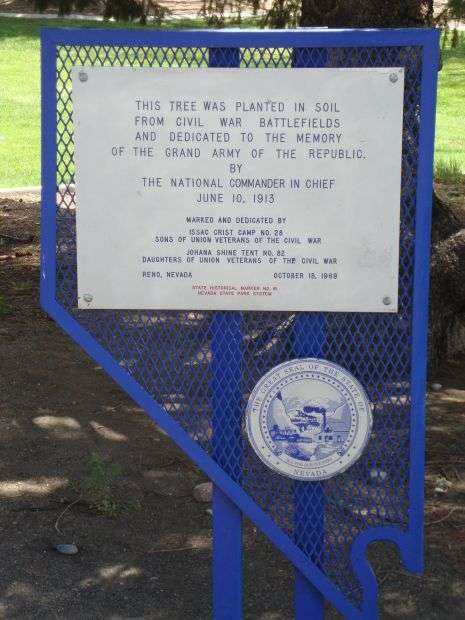 THIS TREE WAS PLANTED IN SOIL
FROM CIVIL WAR BATTLEFIELDS
AND DEDICATED TO THE MEMORY
OF THE GRAND ARMY OF THE REPUBLIC.
BY
THE NATIONAL COMMANDER IN CHIEF
JUNE 10, 1913
MARKED AND DEDICATED BY
ISSAC CRIST CAMP NO. 28
SONS OF UNION VETERANS OF THE CIVIL WAR
JOHANA SHINE TENT NO. 82
DAUGHTERS OF UNION VETERANS OF THE CIVIL WAR
RENO, NEVADA OCTOBER 18, 1969
STATE HISTORICAL MARKER NO.
NEVADA STATE PARK SYSTEM
THE GREAT SEAL OF THE STATE OF
NEVADA